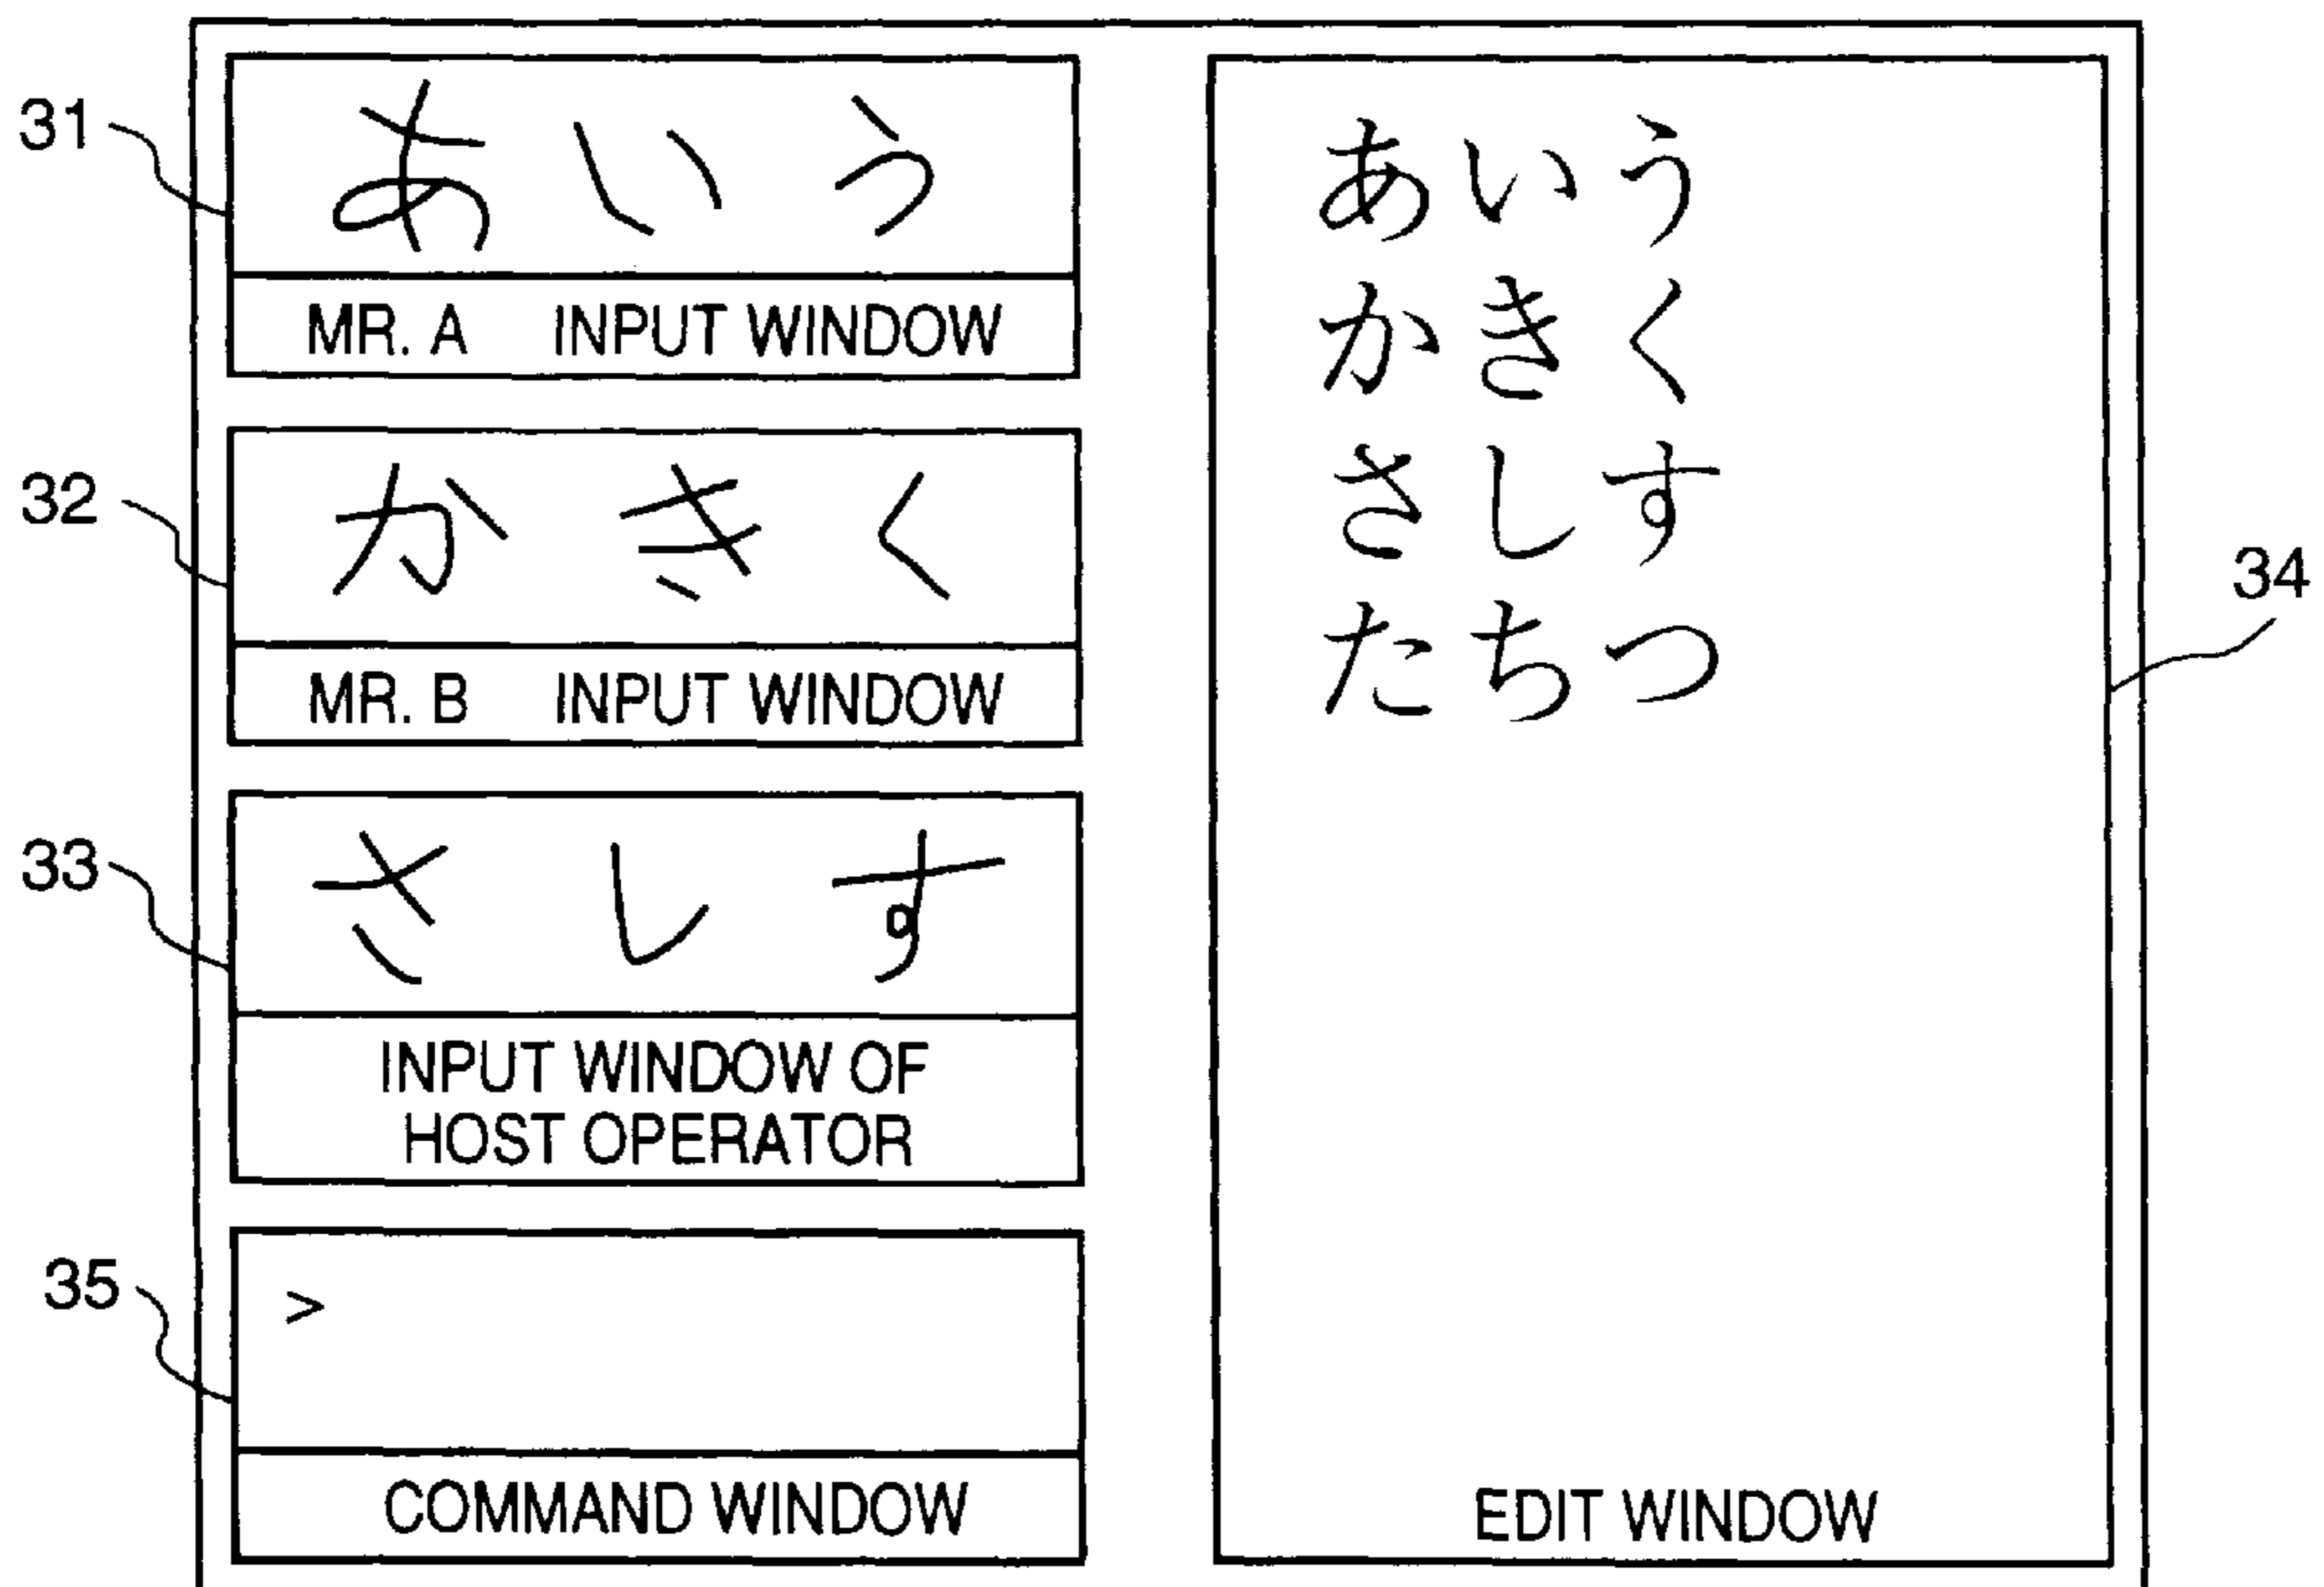 31
あいう
MR. A INPUT WINDOW
32
かきく
MR. B INPUT WINDOW
33
さしす
INPUT WINDOW OF
HOST OPERATOR
35
>
COMMAND WINDOW
あいう
かきく
さしす
たちつ
34
EDIT WINDOW